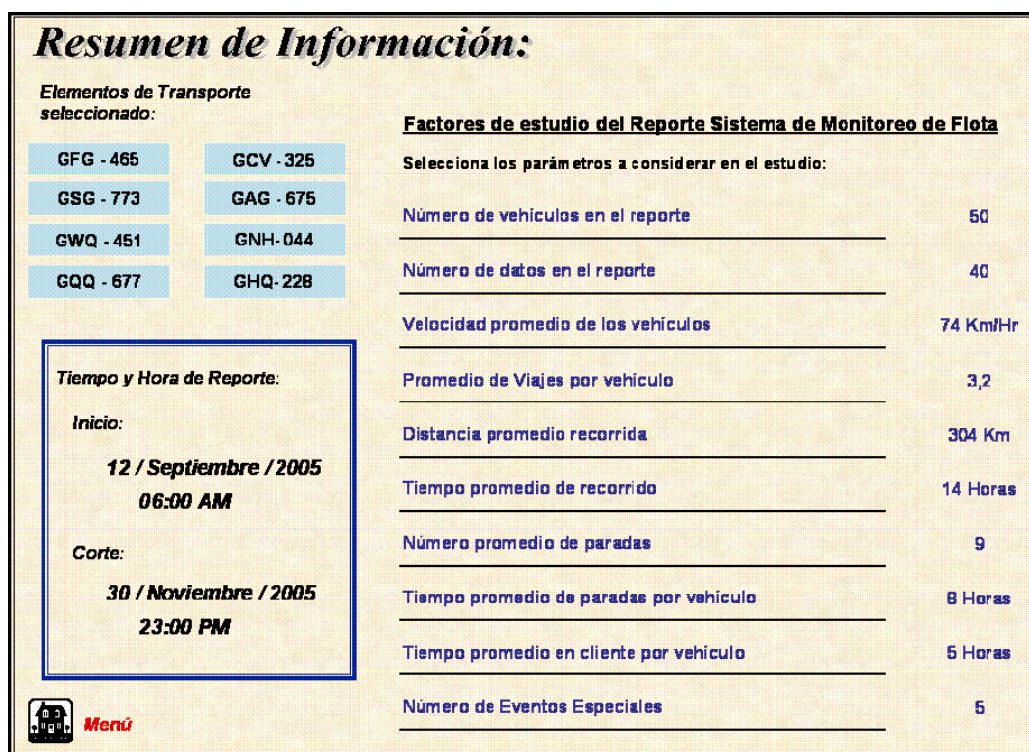 Resumen de Información:
Elementos de Transporte
seleccionado:
GFG - 465
GCV - 325
GSG - 773
GAG - 675
GWQ - 451
GNH- 044
GQQ - 677
GHQ- 228
Tiempo y Hora de Reporte:
Inicio:
12 / Septiembre / 2005
06:00 AM
Corte:
30 / Noviembre / 2005
23:00 PM
Menú
Factores de estudio del Reporte Sistema de Monitoreo de Flota
Selecciona los parámetros a considerar en el estudio:
Número de vehículos en el reporte 50
Número de datos en el reporte 40
Velocidad promedio de los vehículos 74 Km/Hr
Promedio de Viajes por vehículo 3,2
Distancia promedio recorrida 304 Km
Tiempo promedio de recorrido 14 Horas
Número promedio de paradas 9
Tiempo promedio de paradas por vehículo 8 Horas
Tiempo promedio en cliente por vehículo 5 Horas
Número de Eventos Especiales 5